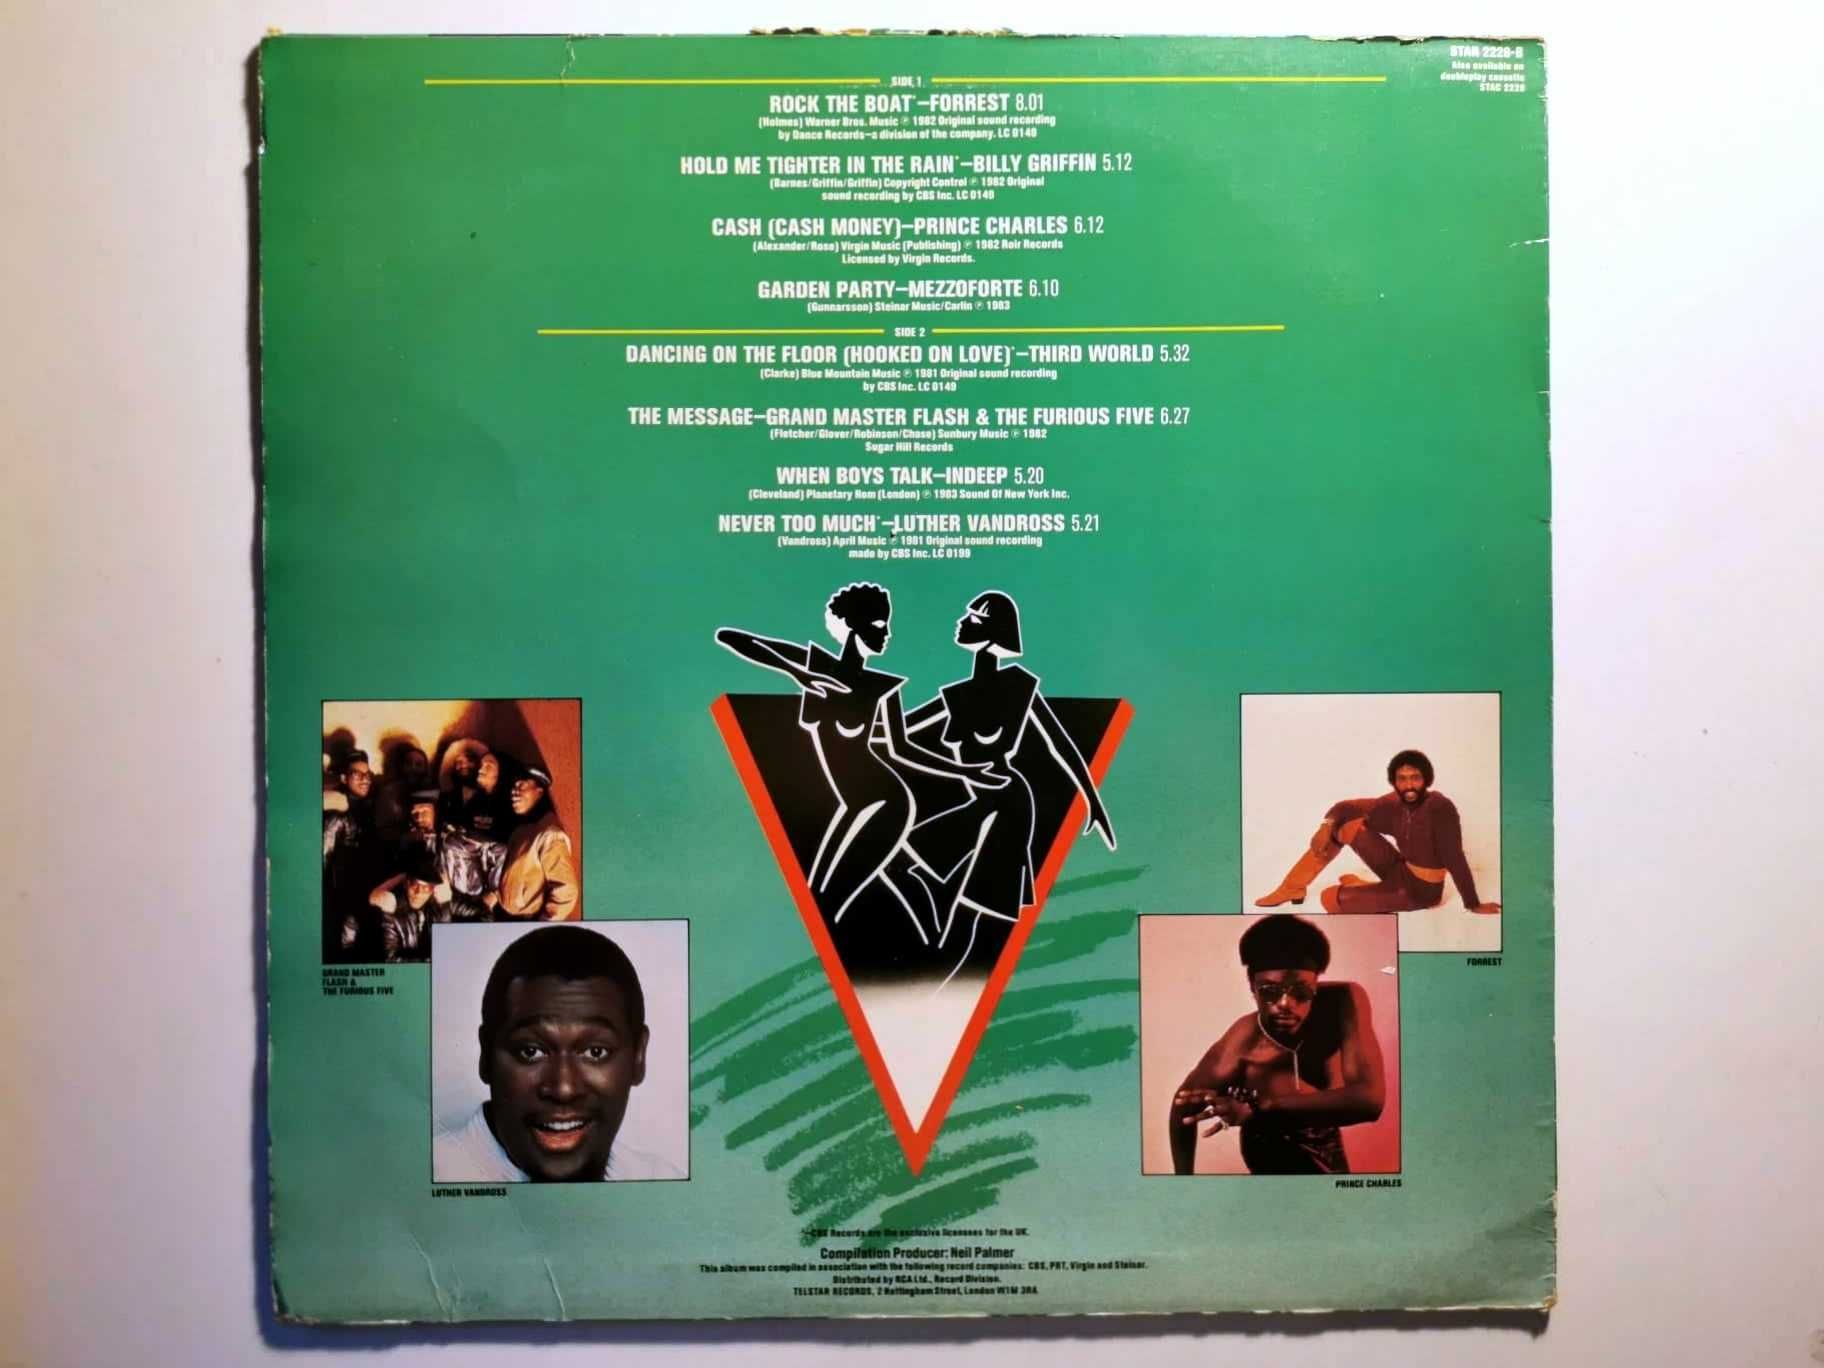 STAR 2228-B
Also available on
doubleplay cassette
STAC 2228
SIDE 1
ROCK THE BOAT*–FORREST 8.01
(Holmes) Warner Bros. Music ℗ 1982 Original sound recording
by Dance Records–a division of the company. LC 0149
HOLD ME TIGHTER IN THE RAIN*–BILLY GRIFFIN 5.12
(Barnes/Griffin/Griffin) Copyright Control ℗ 1982 Original
sound recording by CBS Inc. LC 0149
CASH (CASH MONEY)–PRINCE CHARLES 6.12
(Alexander/Rose) Virgin Music (Publishing) ℗ 1982 Roir Records
Licensed by Virgin Records.
GARDEN PARTY–MEZZOFORTE 6.10
(Gunnarsson) Steinar Music/Carlin ℗ 1983
SIDE 2
DANCING ON THE FLOOR (HOOKED ON LOVE)*–THIRD WORLD 5.32
(Clarke) Blue Mountain Music ℗ 1981 Original sound recording
by CBS Inc. LC 0149
THE MESSAGE–GRAND MASTER FLASH & THE FURIOUS FIVE 6.27
(Fletcher/Glover/Robinson/Chase) Sunbury Music ℗ 1982
Sugar Hill Records
WHEN BOYS TALK–INDEEP 5.20
(Cleveland) Planetary Nom (London) ℗ 1983 Sound Of New York Inc.
NEVER TOO MUCH*–LUTHER VANDROSS 5.21
(Vandross) April Music ℗ 1981 Original sound recording
made by CBS Inc. LC 0199
GRAND MASTER
FLASH &
THE FURIOUS FIVE
LUTHER VANDROSS
FORREST
PRINCE CHARLES
*CBS Records are the exclusive licensees for the UK.
Compilation Producer: Neil Palmer
This album was compiled in association with the following record companies: CBS, PRT, Virgin and Steinar.
Distributed by RCA Ltd., Record Division.
TELSTAR RECORDS, 2 Nottingham Street, London W1M 3RA